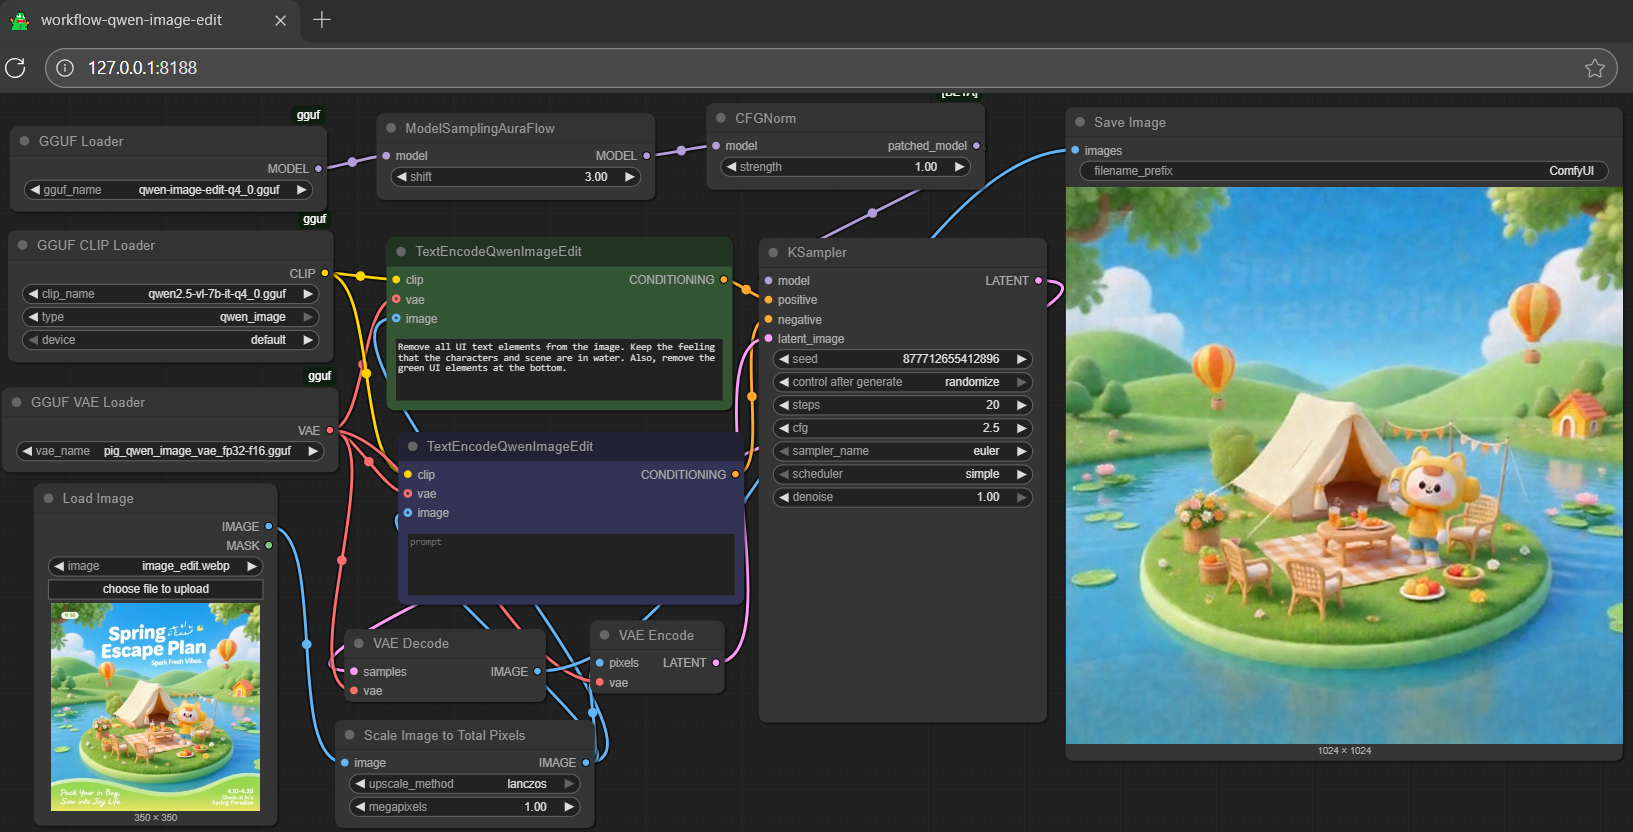 workflow-qwen-image-edit
127.0.0.1:8188
gguf
GGUF Loader
MODEL
gguf_name qwen-image-edit-q4_0.gguf
ModelSamplingAuraFlow
model MODEL
shift 3.00
[BETA]
CFGNorm
model patched_model
strength 1.00
gguf
GGUF CLIP Loader
CLIP
clip_name qwen2.5-vl-7b-it-q4_0.gguf
type qwen_image
device default
gguf
GGUF VAE Loader
VAE
vae_name pig_qwen_image_vae_fp32-f16.gguf
Load Image
IMAGE
MASK
image image_edit.webp
choose file to upload
9:16
Spring
Escape Plan
Spark Fresh Vibes.
Pack Your in Bag,
Sow into Joy Life
4.10-4.20
Spring Paradise
350 × 350
TextEncodeQwenImageEdit
clip CONDITIONING
vae
image
Remove all UI text elements from the image. Keep the feeling
that the characters and scene are in water. Also, remove the
green UI elements at the bottom.
TextEncodeQwenImageEdit
clip CONDITIONING
vae
image
prompt
VAE Decode
samples IMAGE
vae
VAE Encode
pixels LATENT
vae
Scale Image to Total Pixels
image IMAGE
upscale_method lanczos
megapixels 1.00
KSampler
model LATENT
positive
negative
latent_image
seed 877712655412896
control after generate randomize
steps 20
cfg 2.5
sampler_name euler
scheduler simple
denoise 1.00
Save Image
images
filename_prefix ComfyUI
1024 × 1024